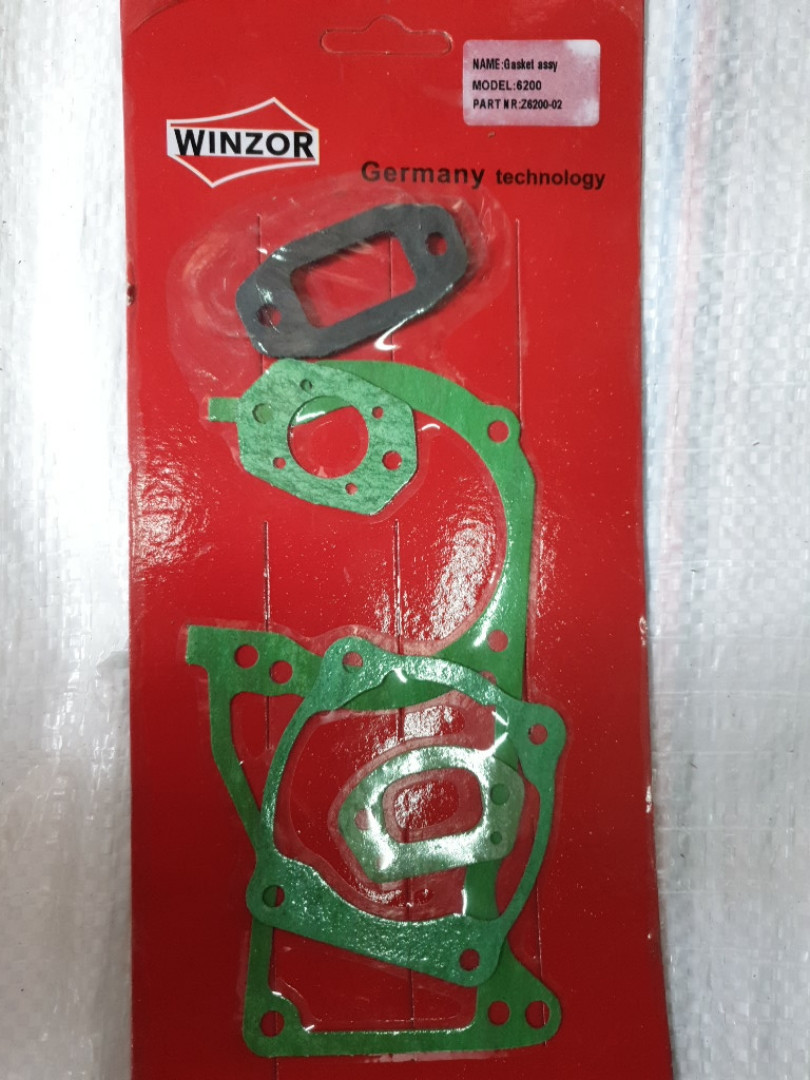 NAME:Gasket assy
MODEL:6200
PART NR:Z6200-02
WINZOR
Germany technology